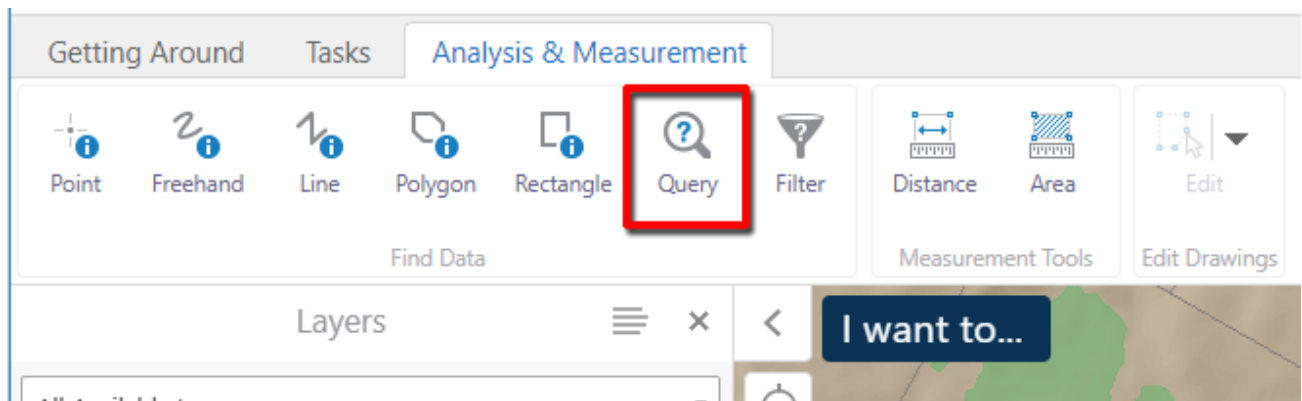 Getting Around Tasks Analysis & Measurement
Point Freehand Line Polygon Rectangle Query Filter Distance Area Edit
Find Data Measurement Tools Edit Drawings
Layers
I want to...